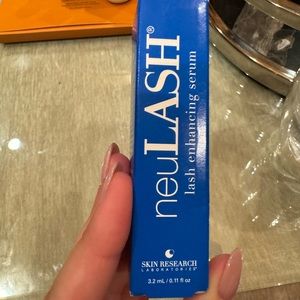 neuLASH®
lash enhancing serum
SKIN RESEARCH
LABORATORIES®
3.2 mL / 0.11 fl oz